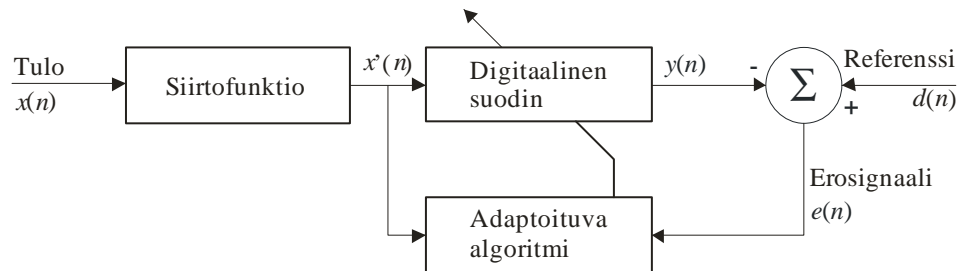 Tulo
x(n)
Siirtofunktio
x’(n)
Digitaalinen
suodin
y(n)
-
Σ
+
Referenssi
d(n)
Adaptoituva
algoritmi
Erosignaali
e(n)